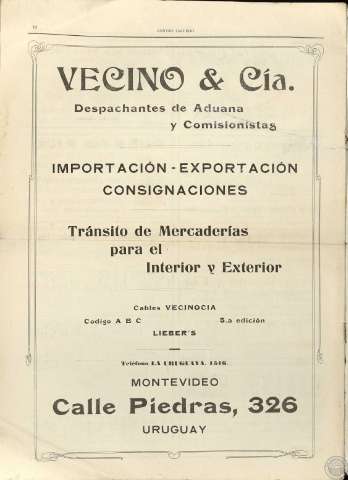 VECINO & Cía.
Despachantes de Aduana
y Comisionistas
IMPORTACIÓN - EXPORTACIÓN
CONSIGNACIONES
Tránsito de Mercaderías
para el
Interior y Exterior
Cables VECINOCIA
Codigo A B C 5.a edición
LIEBER'S
Teléfono LA URUGUAYA, 1516
MONTEVIDEO
Calle Piedras, 326
URUGUAY